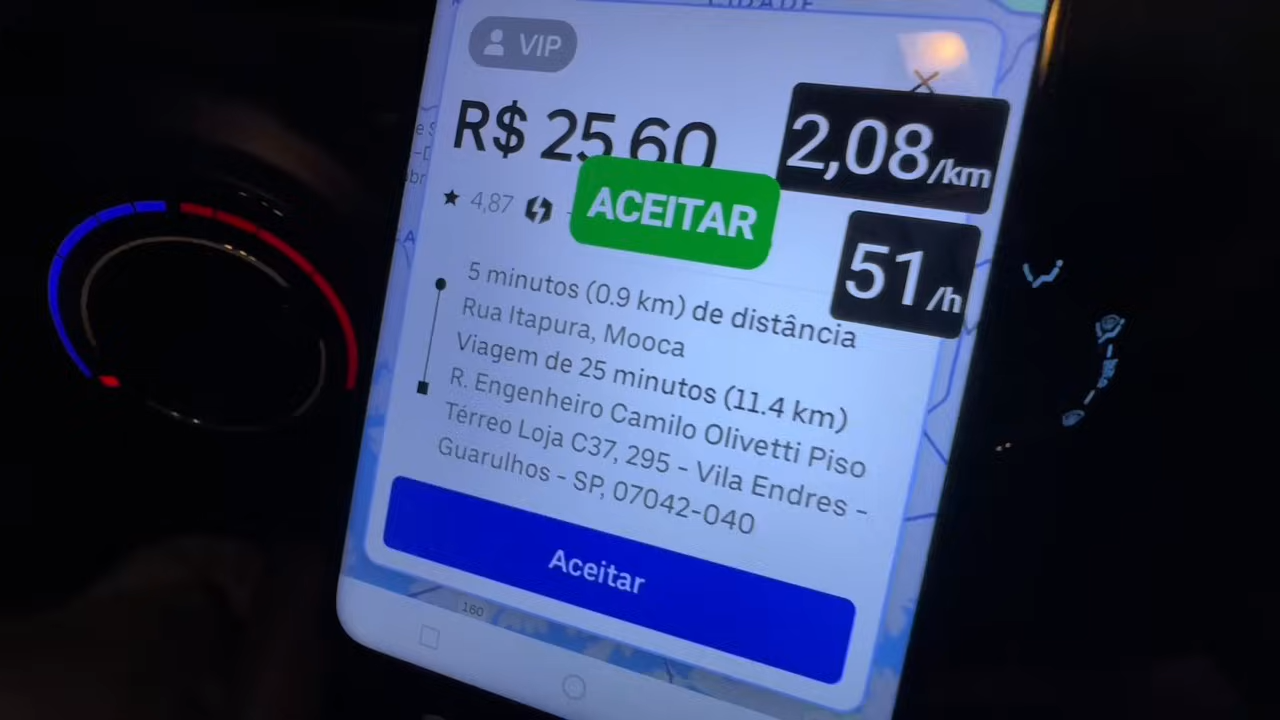 CIDADE
VIP
R$ 25,60
2,08/km
4,87
ACEITAR
51/h
5 minutos (0.9 km) de distância
Rua Itapura, Mooca
Viagem de 25 minutos (11.4 km)
R. Engenheiro Camilo Olivetti Piso
Térreo Loja C37, 295 - Vila Endres -
Guarulhos - SP, 07042-040
Aceitar
160